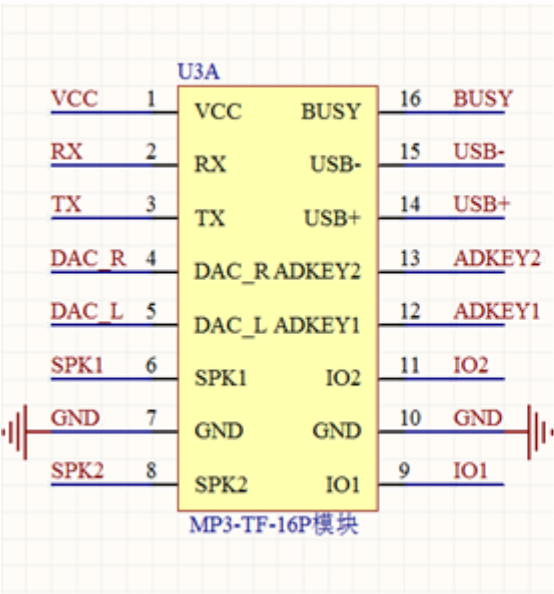 U3A
VCC 1 VCC BUSY 16 BUSY
RX 2 RX USB- 15 USB-
TX 3 TX USB+ 14 USB+
DAC_R 4 DAC_R ADKEY2 13 ADKEY2
DAC_L 5 DAC_L ADKEY1 12 ADKEY1
SPK1 6 SPK1 IO2 11 IO2
GND 7 GND GND 10 GND
SPK2 8 SPK2 IO1 9 IO1
MP3-TF-16P模块